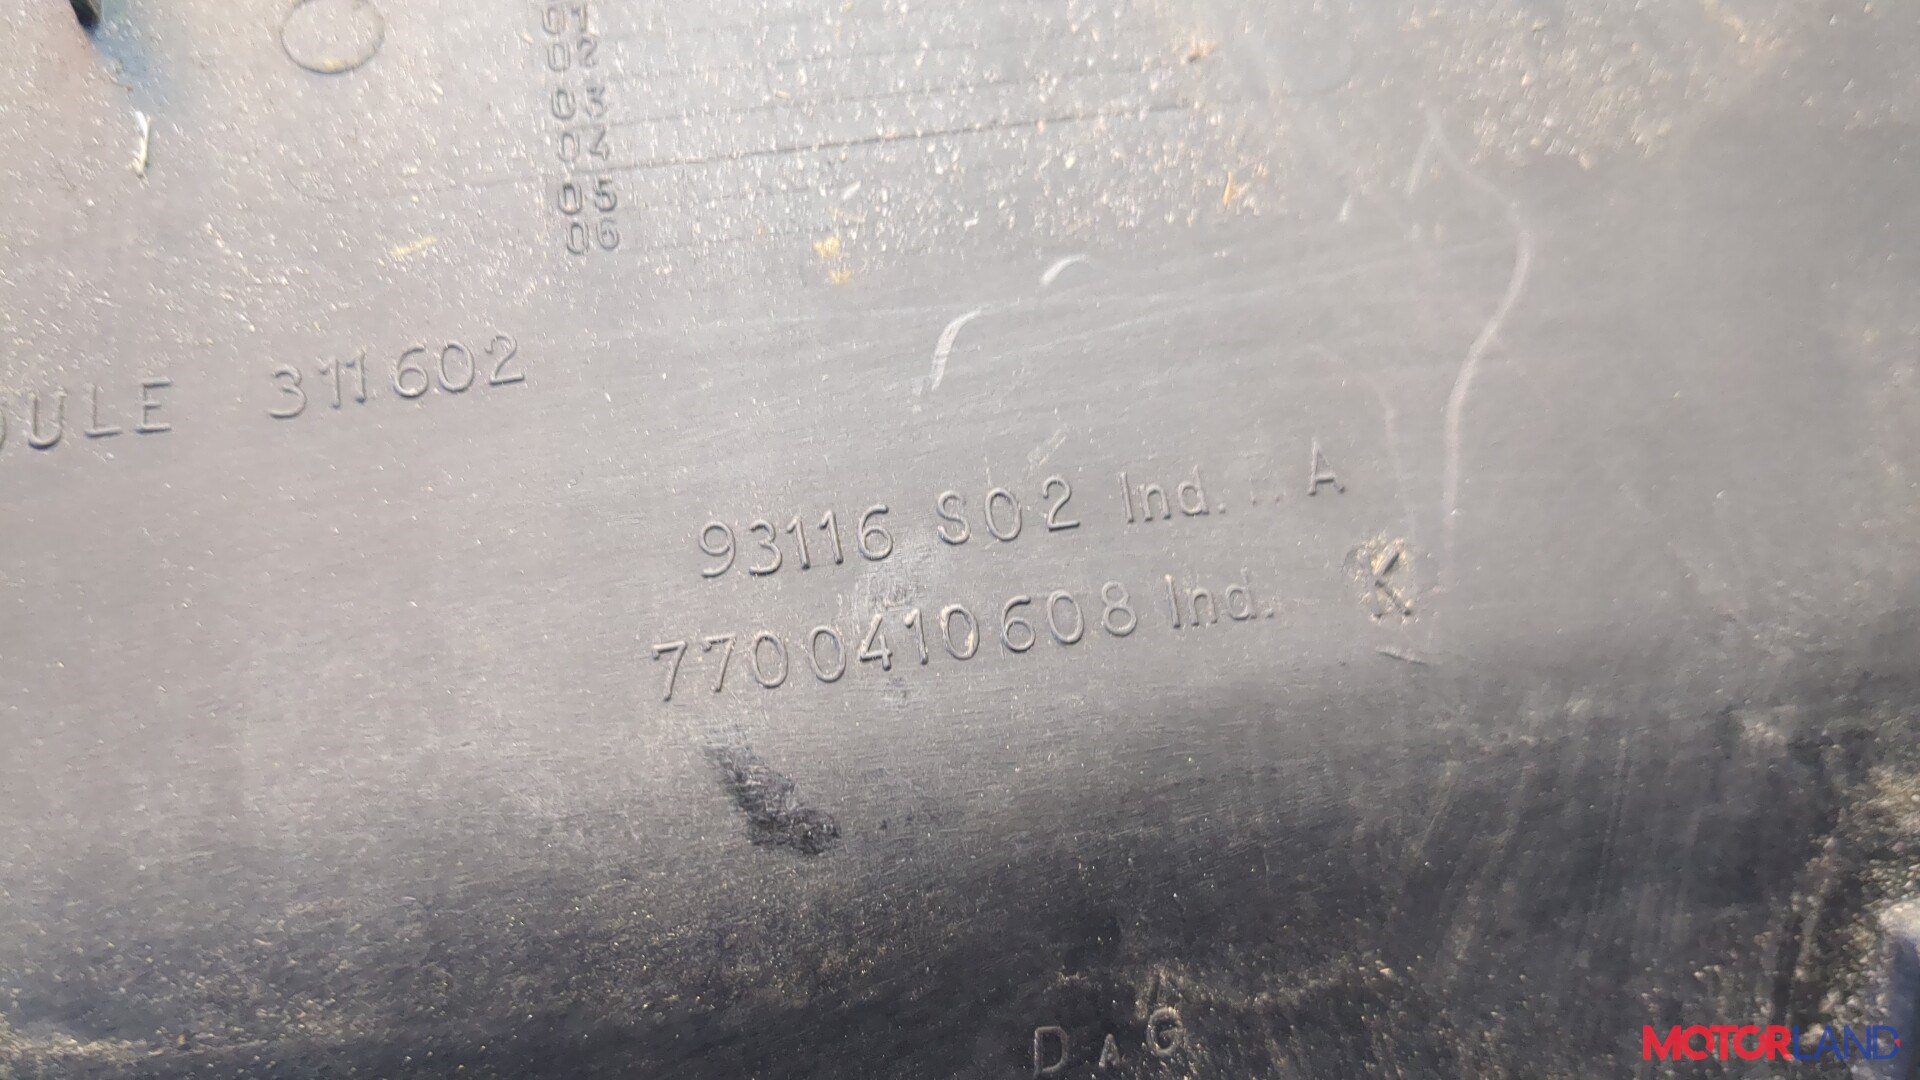 01
02
03
04
05
06
ULE 311602
93116 S02 Ind. A
7700410608 Ind. K
D A G
MOTORLAND